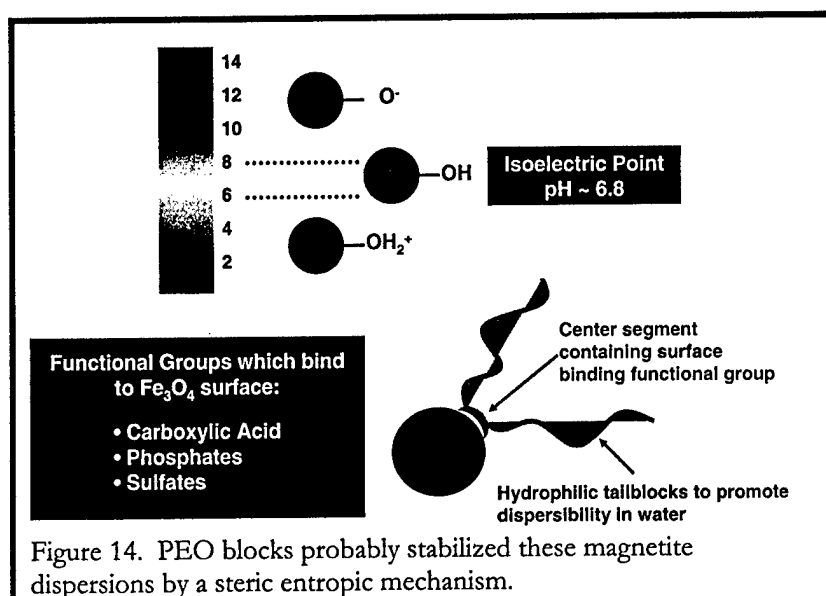 14
12
O-
10
8
OH
Isoelectric Point
pH ~ 6.8
6
4
OH₂⁺
2
Functional Groups which bind
to Fe₃O₄ surface:
• Carboxylic Acid
• Phosphates
• Sulfates
Center segment
containing surface
binding functional group
Hydrophilic tailblocks to promote
dispersibility in water
Figure 14. PEO blocks probably stabilized these magnetite
dispersions by a steric entropic mechanism.